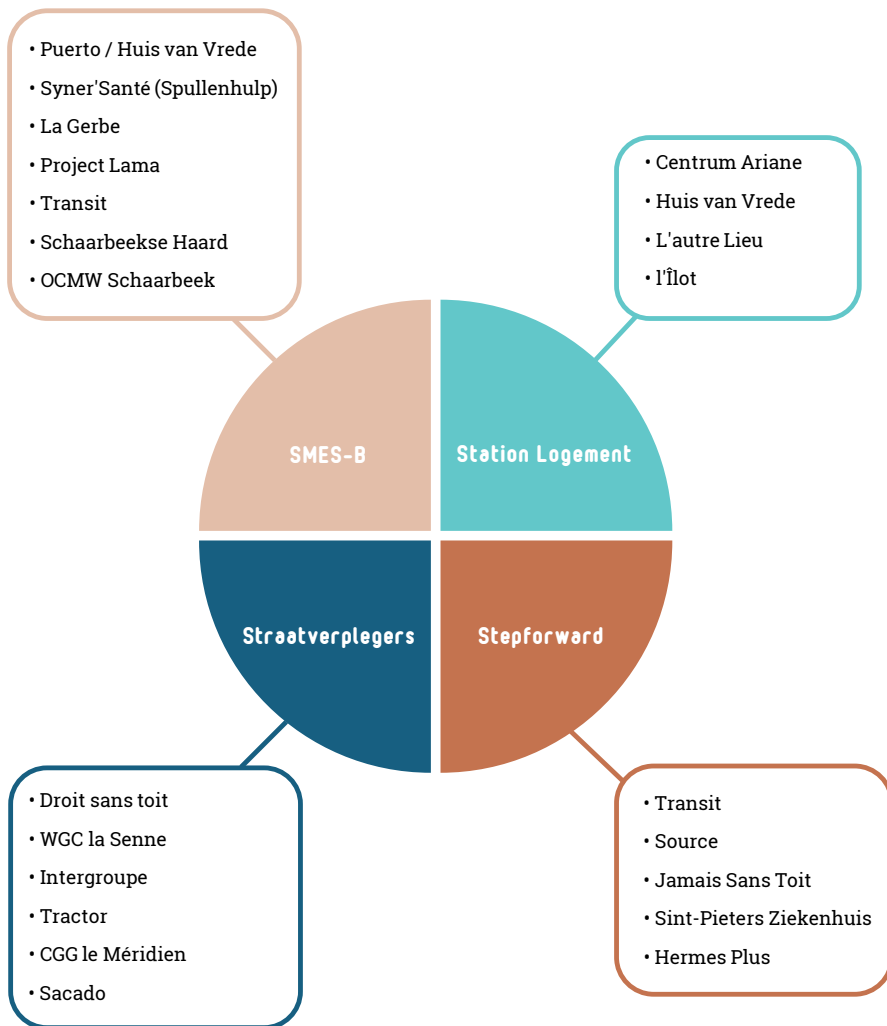 • Puerto / Huis van Vrede
• Syner'Santé (Spullenhulp)
• La Gerbe
• Project Lama
• Transit
• Schaarbeekse Haard
• OCMW Schaarbeek
• Centrum Ariane
• Huis van Vrede
• L'autre Lieu
• l'Îlot
SMES-B
Station Logement
Straatverplegers
Stepforward
• Droit sans toit
• WGC la Senne
• Intergroupe
• Tractor
• CGG le Méridien
• Sacado
• Transit
• Source
• Jamais Sans Toit
• Sint-Pieters Ziekenhuis
• Hermes Plus